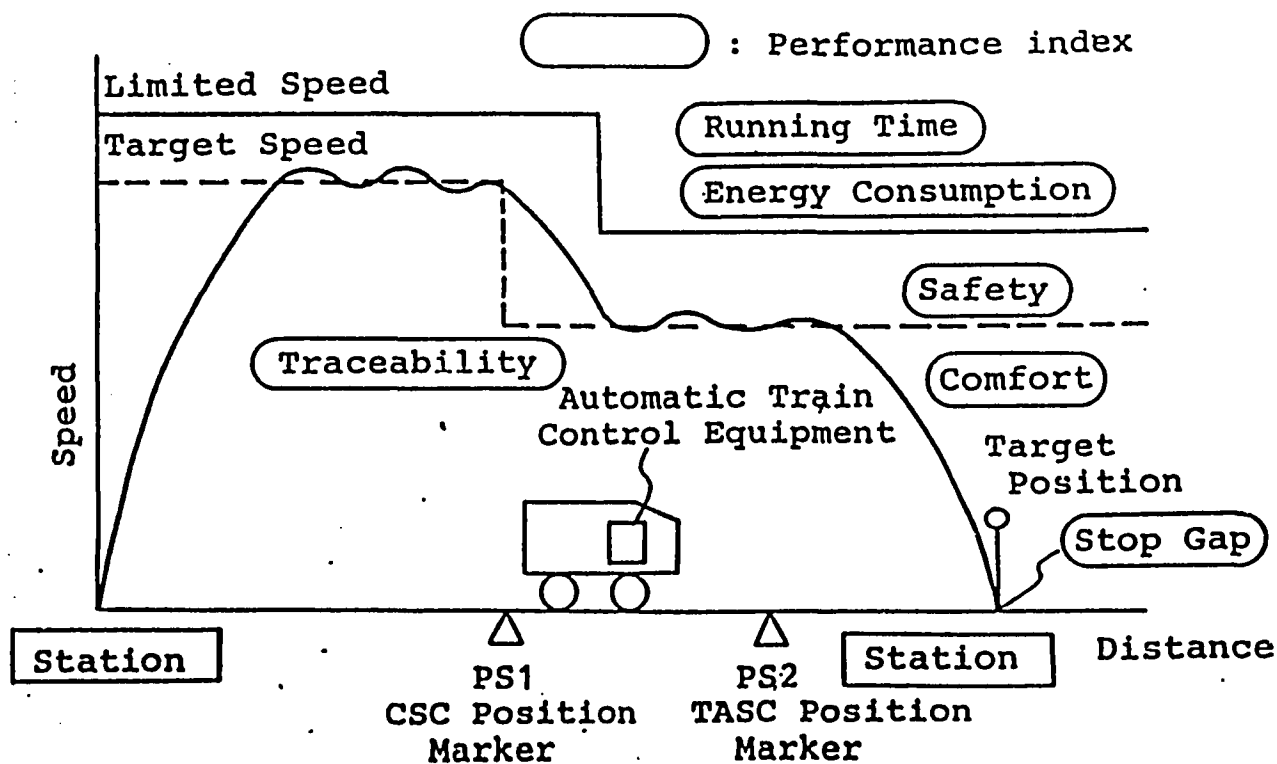 : Performance index
Limited Speed
Running Time
Target Speed
Energy Consumption
Safety
Traceability
Comfort
Automatic Train
Control Equipment
Speed
Target
Position
Stop Gap
Station
Station
Distance
PS1
CSC Position
Marker
PS2
TASC Position
Marker